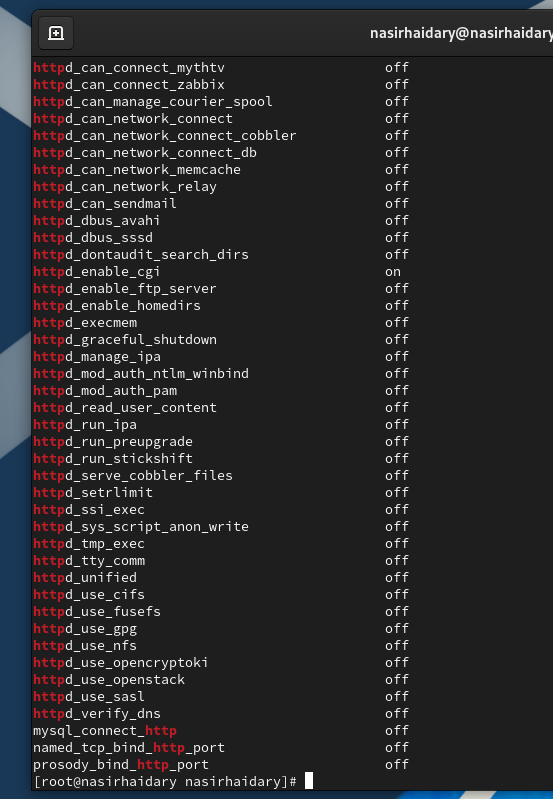 nasirhaidary@nasirhaidary
httpd_can_connect_mythtv off
httpd_can_connect_zabbix off
httpd_can_manage_courier_spool off
httpd_can_network_connect off
httpd_can_network_connect_cobbler off
httpd_can_network_connect_db off
httpd_can_network_memcache off
httpd_can_network_relay off
httpd_can_sendmail off
httpd_dbus_avahi off
httpd_dbus_sssd off
httpd_dontaudit_search_dirs off
httpd_enable_cgi on
httpd_enable_ftp_server off
httpd_enable_homedirs off
httpd_execmem off
httpd_graceful_shutdown off
httpd_manage_ipa off
httpd_mod_auth_ntlm_winbind off
httpd_mod_auth_pam off
httpd_read_user_content off
httpd_run_ipa off
httpd_run_preupgrade off
httpd_run_stickshift off
httpd_serve_cobbler_files off
httpd_setrlimit off
httpd_ssi_exec off
httpd_sys_script_anon_write off
httpd_tmp_exec off
httpd_tty_comm off
httpd_unified off
httpd_use_cifs off
httpd_use_fusefs off
httpd_use_gpg off
httpd_use_nfs off
httpd_use_opencryptoki off
httpd_use_openstack off
httpd_use_sasl off
httpd_verify_dns off
mysql_connect_http off
named_tcp_bind_http_port off
prosody_bind_http_port off
[root@nasirhaidary nasirhaidary]#